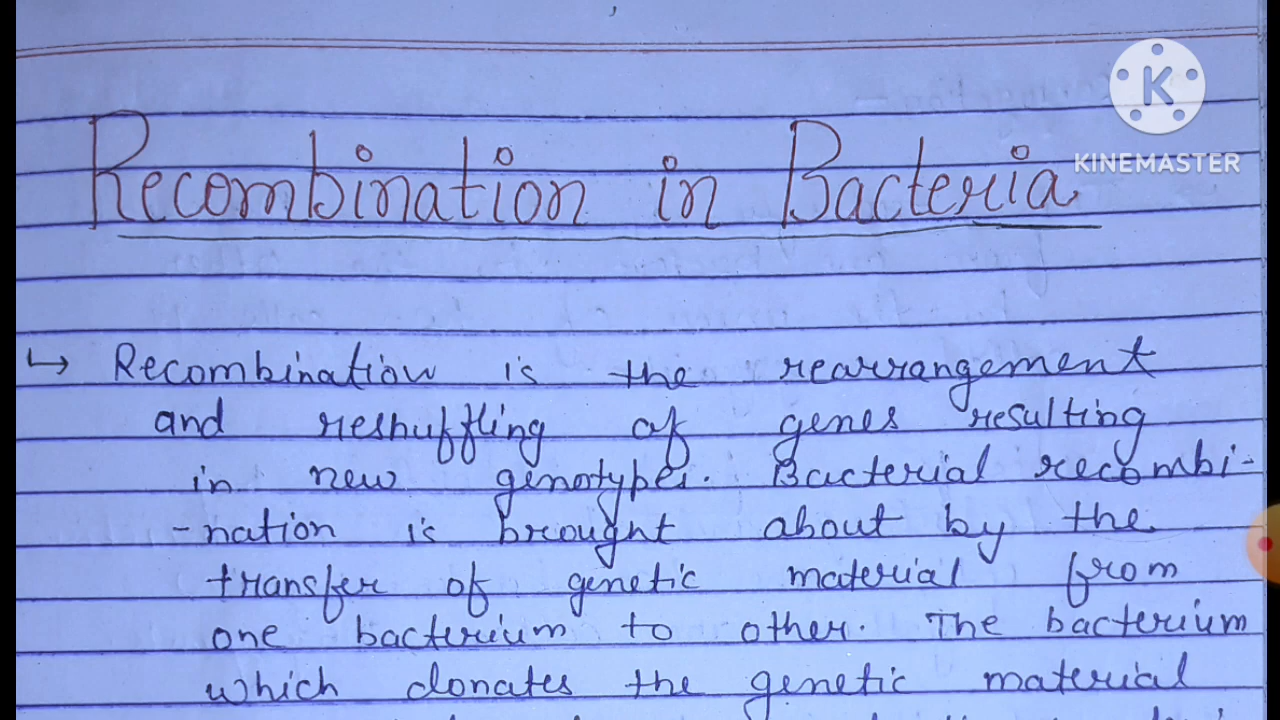 Recombination in Bacteria
K
KINEMASTER
↳ Recombination is the rearrangement
and reshuffling of genes resulting
in new genotypes. Bacterial recombi-
-nation is brought about by the
transfer of genetic material from
one bacterium to other. The bacterium
which donates the genetic material